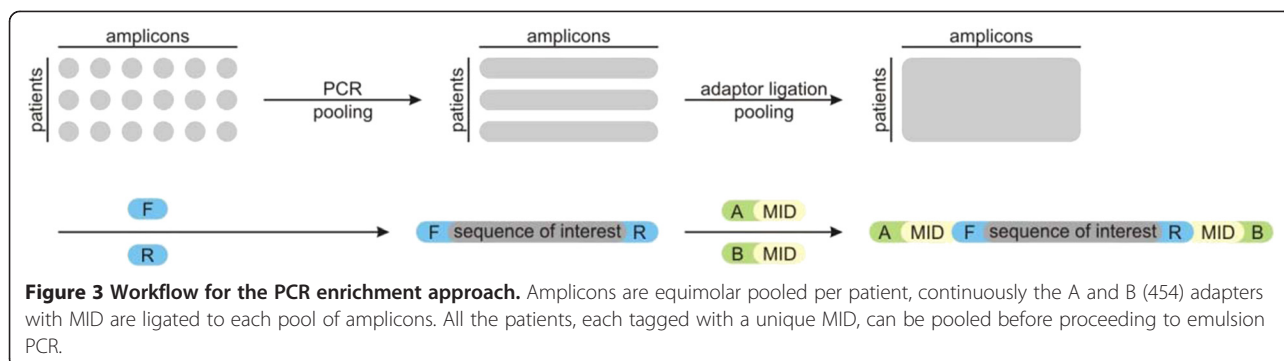 amplicons
amplicons
amplicons
patients
PCR
pooling
patients
adaptor ligation
pooling
patients
F
R
F sequence of interest R
A MID
B MID
A MID F sequence of interest R MID B
Figure 3 Workflow for the PCR enrichment approach. Amplicons are equimolar pooled per patient, continuously the A and B (454) adapters
with MID are ligated to each pool of amplicons. All the patients, each tagged with a unique MID, can be pooled before proceeding to emulsion
PCR.